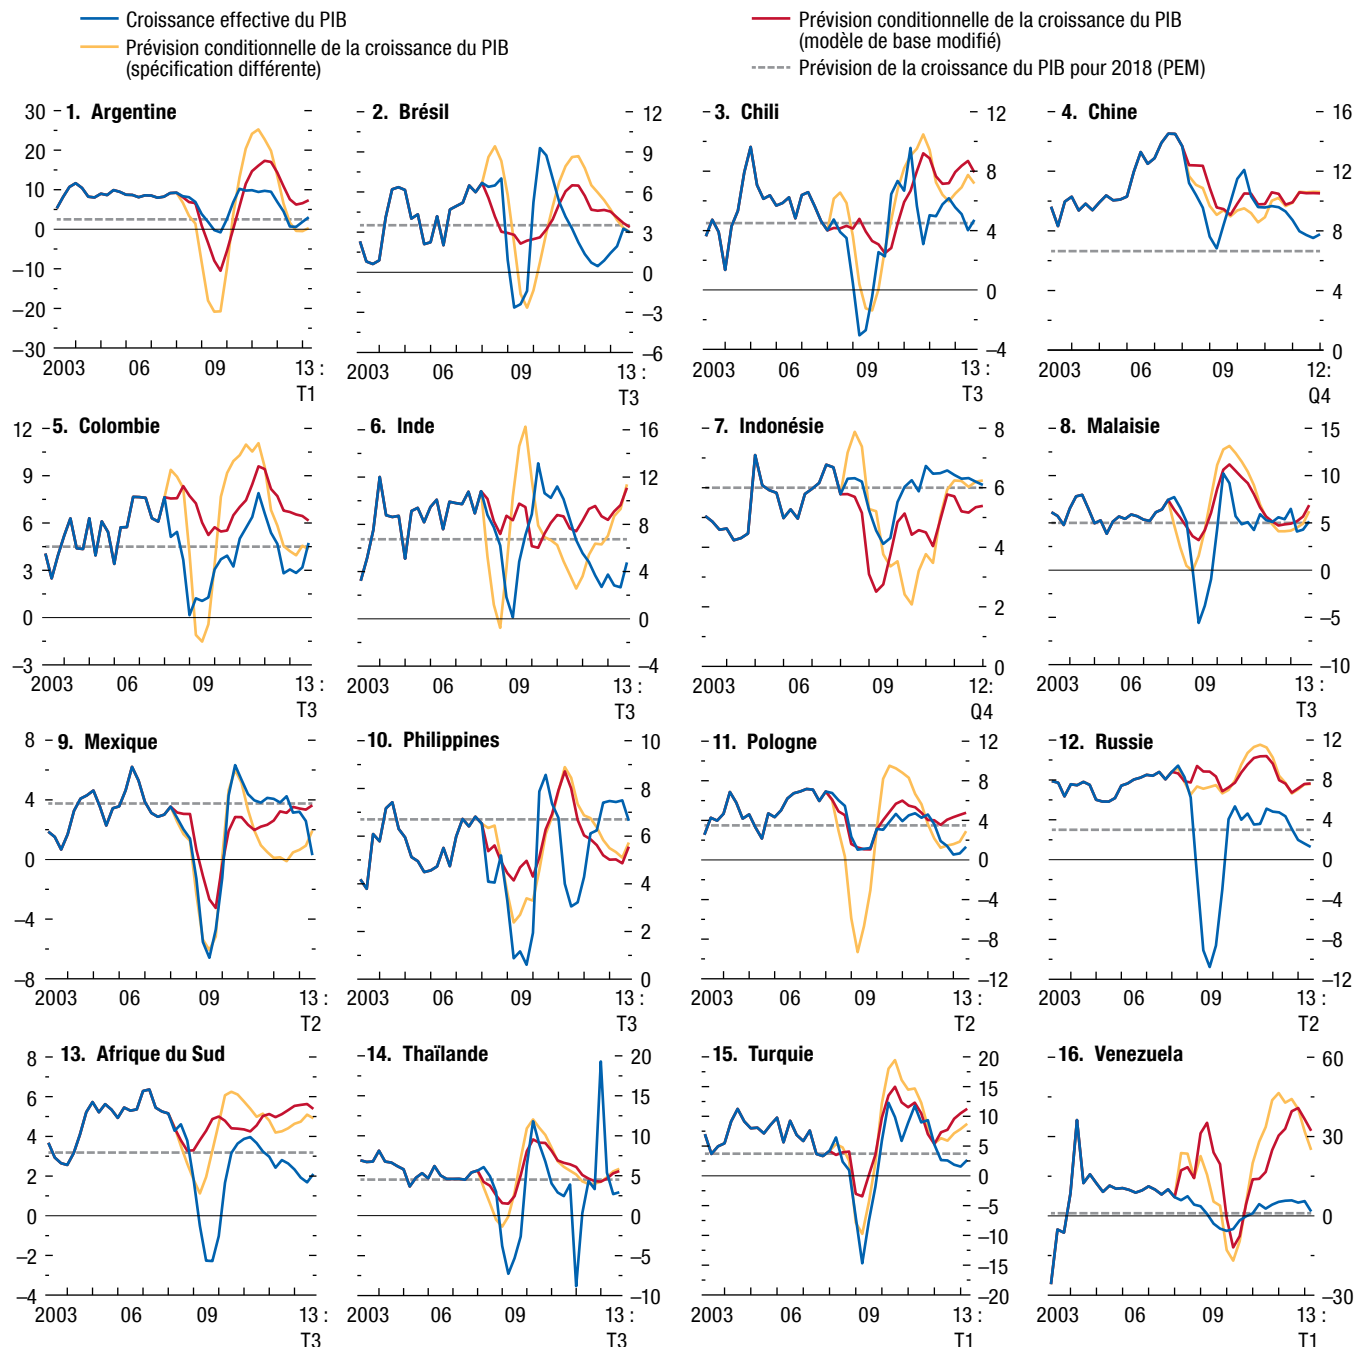 Croissance effective du PIB
Prévision conditionnelle de la croissance du PIB
(spécification différente)
Prévision conditionnelle de la croissance du PIB
(modèle de base modifié)
Prévision de la croissance du PIB pour 2018 (PEM)
1. Argentine
30
20
10
0
–10
–20
–30
2003 06 09 13 :
T1
2. Brésil
12
9
6
3
0
–3
–6
2003 06 09 13 :
T3
3. Chili
12
8
4
0
–4
2003 06 09 13 :
T3
4. Chine
16
12
8
4
0
2003 06 09 12:
Q4
5. Colombie
12
9
6
3
0
–3
2003 06 09 13 :
T3
6. Inde
16
12
8
4
0
–4
2003 06 09 13 :
T3
7. Indonésie
8
6
4
2
0
2003 06 09 12:
Q4
8. Malaisie
15
10
5
0
–5
–10
2003 06 09 13 :
T3
9. Mexique
8
4
0
–4
–8
2003 06 09 13 :
T2
10. Philippines
10
8
6
4
2
0
2003 06 09 13 :
T3
11. Pologne
12
8
4
0
–4
–8
–12
2003 06 09 13 :
T2
12. Russie
12
8
4
0
–4
–8
–12
2003 06 09 13 :
T2
13. Afrique du Sud
8
6
4
2
0
–2
–4
2003 06 09 13 :
T3
14. Thaïlande
20
15
10
5
0
–5
–10
2003 06 09 13 :
T3
15. Turquie
20
15
10
5
0
–5
–10
–15
–20
2003 06 09 13 :
T1
16. Venezuela
60
30
0
–30
2003 06 09 13 :
T1